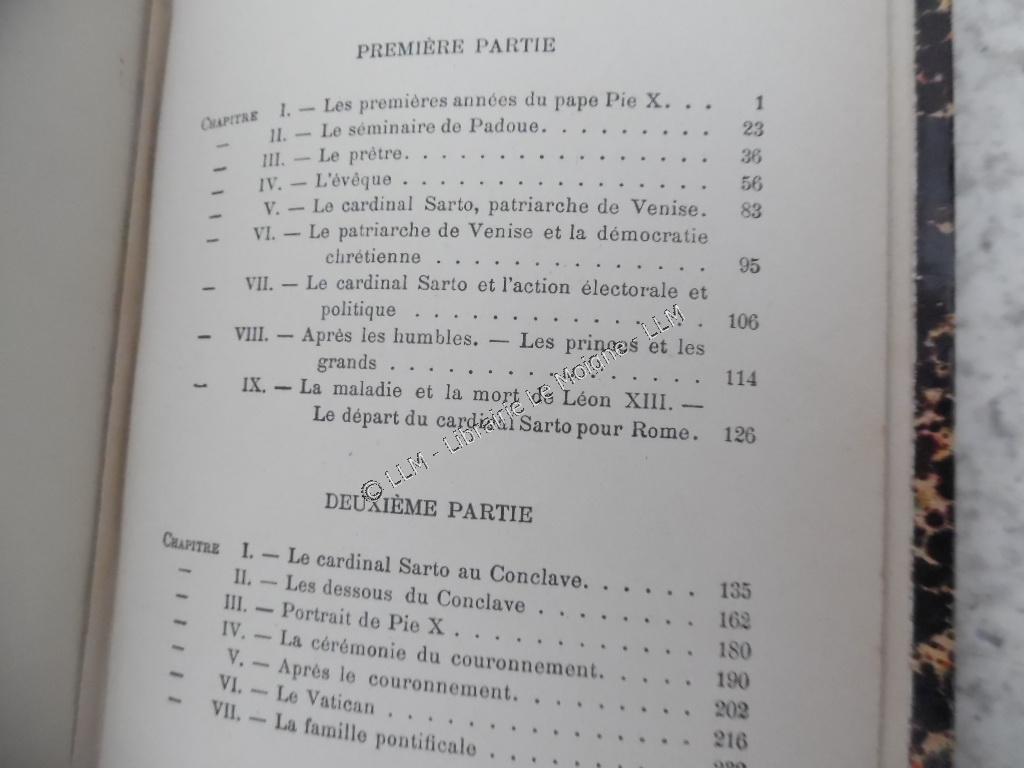 PREMIÈRE PARTIE
CHAPITRE I. — Les premières années du pape Pie X. . . 1
— II. — Le séminaire de Padoue. . . . . . . . . 23
— III. — Le prêtre. . . . . . . . . . . . . . . . 36
— IV. — L'évêque . . . . . . . . . . . . . . . . 56
— V. — Le cardinal Sarto, patriarche de Venise. 83
— VI. — Le patriarche de Venise et la démocratie
chrétienne . . . . . . . . . . . . . . 95
— VII. — Le cardinal Sarto et l'action électorale et
politique . . . . . . . . . . . . . . . 106
— VIII. — Après les humbles. — Les princes et les
grands . . . . . . . . . . . . . . . . 114
— IX. — La maladie et la mort de Léon XIII. —
Le départ du cardinal Sarto pour Rome. 126
© LLM - Librairie Le Moigne - LLM
DEUXIÈME PARTIE
CHAPITRE I. — Le cardinal Sarto au Conclave. . . . . . 135
— II. — Les dessous du Conclave . . . . . . . . 162
— III. — Portrait de Pie X . . . . . . . . . . . . 180
— IV. — La cérémonie du couronnement. . . . . 190
— V. — Après le couronnement. . . . . . . . . 202
— VI. — Le Vatican . . . . . . . . . . . . . . . 216
— VII. — La famille pontificale . . . . . . . . .